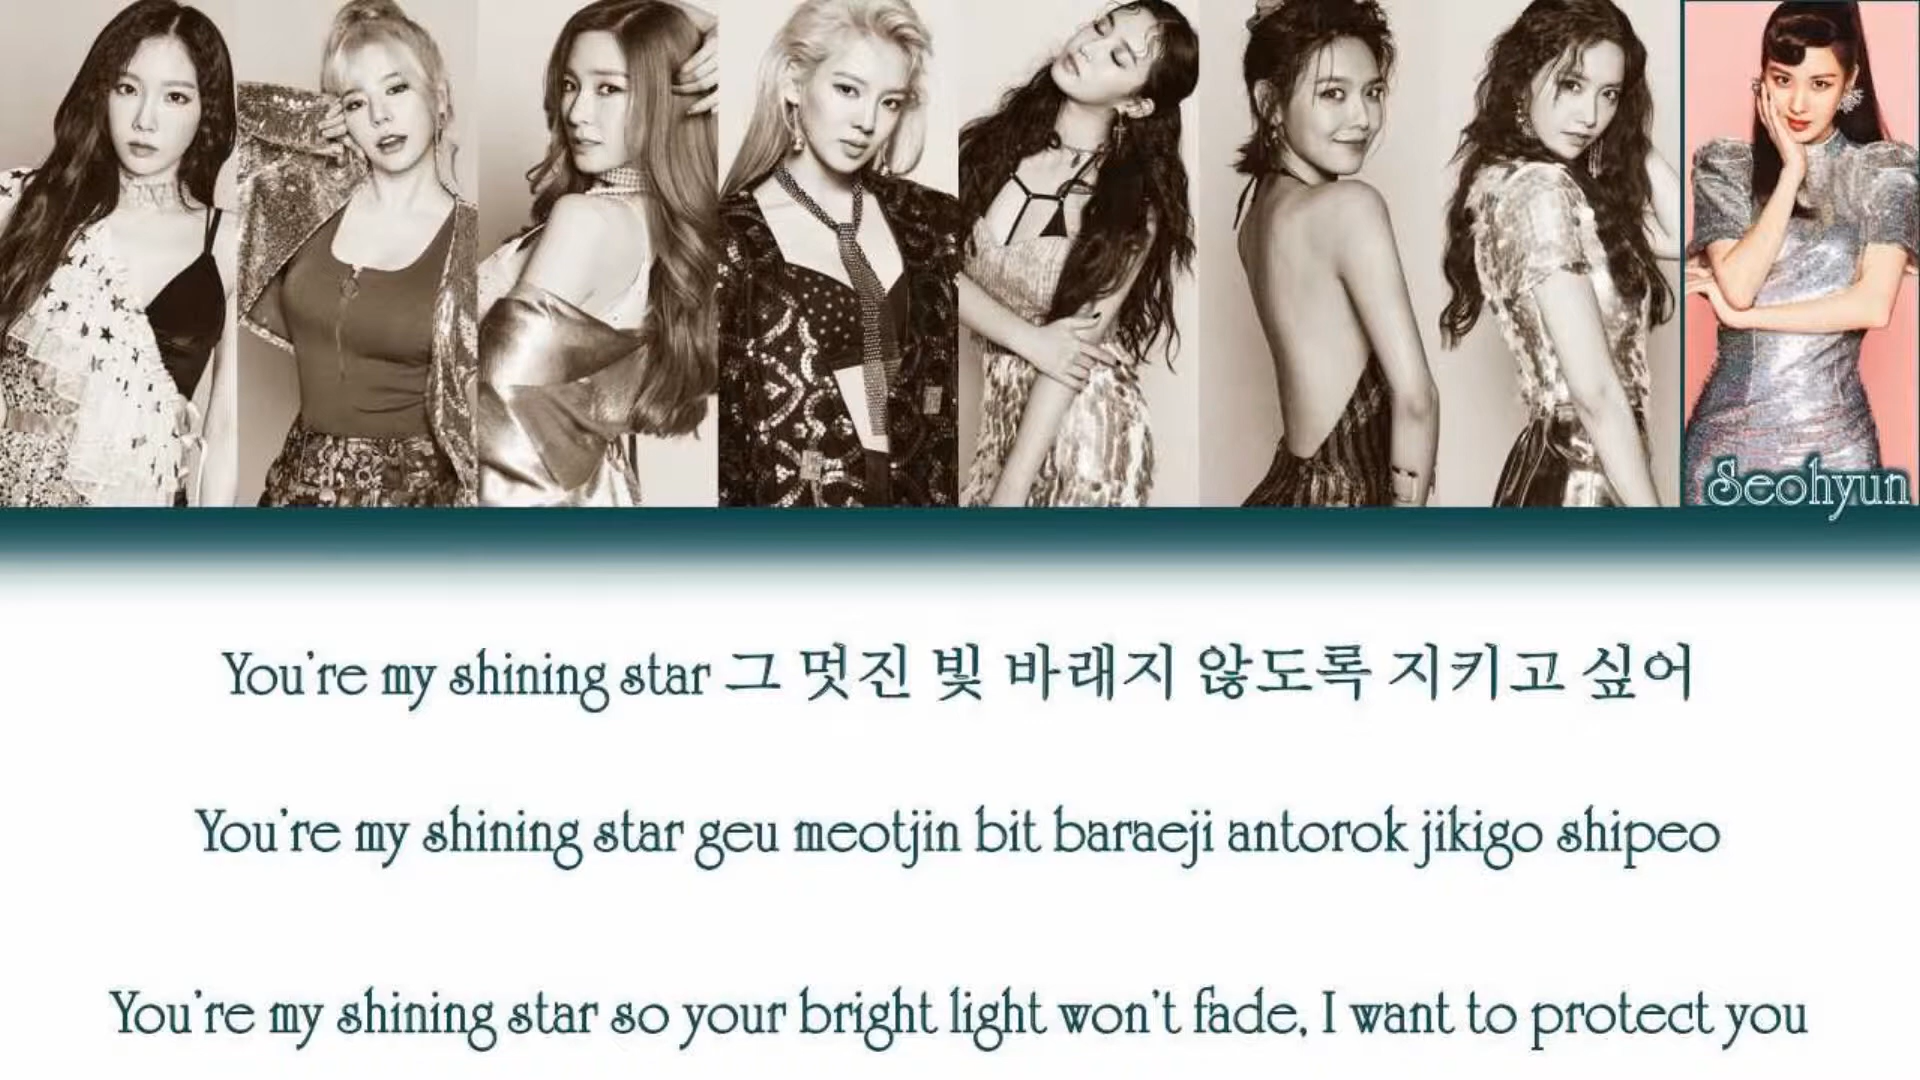 Seohyun
You're my shining star 그 멋진 빛 바래지 않도록 지키고 싶어
You're my shining star geu meotjin bit baraeji antorok jikigo shipeo
You're my shining star so your bright light won't fade, I want to protect you